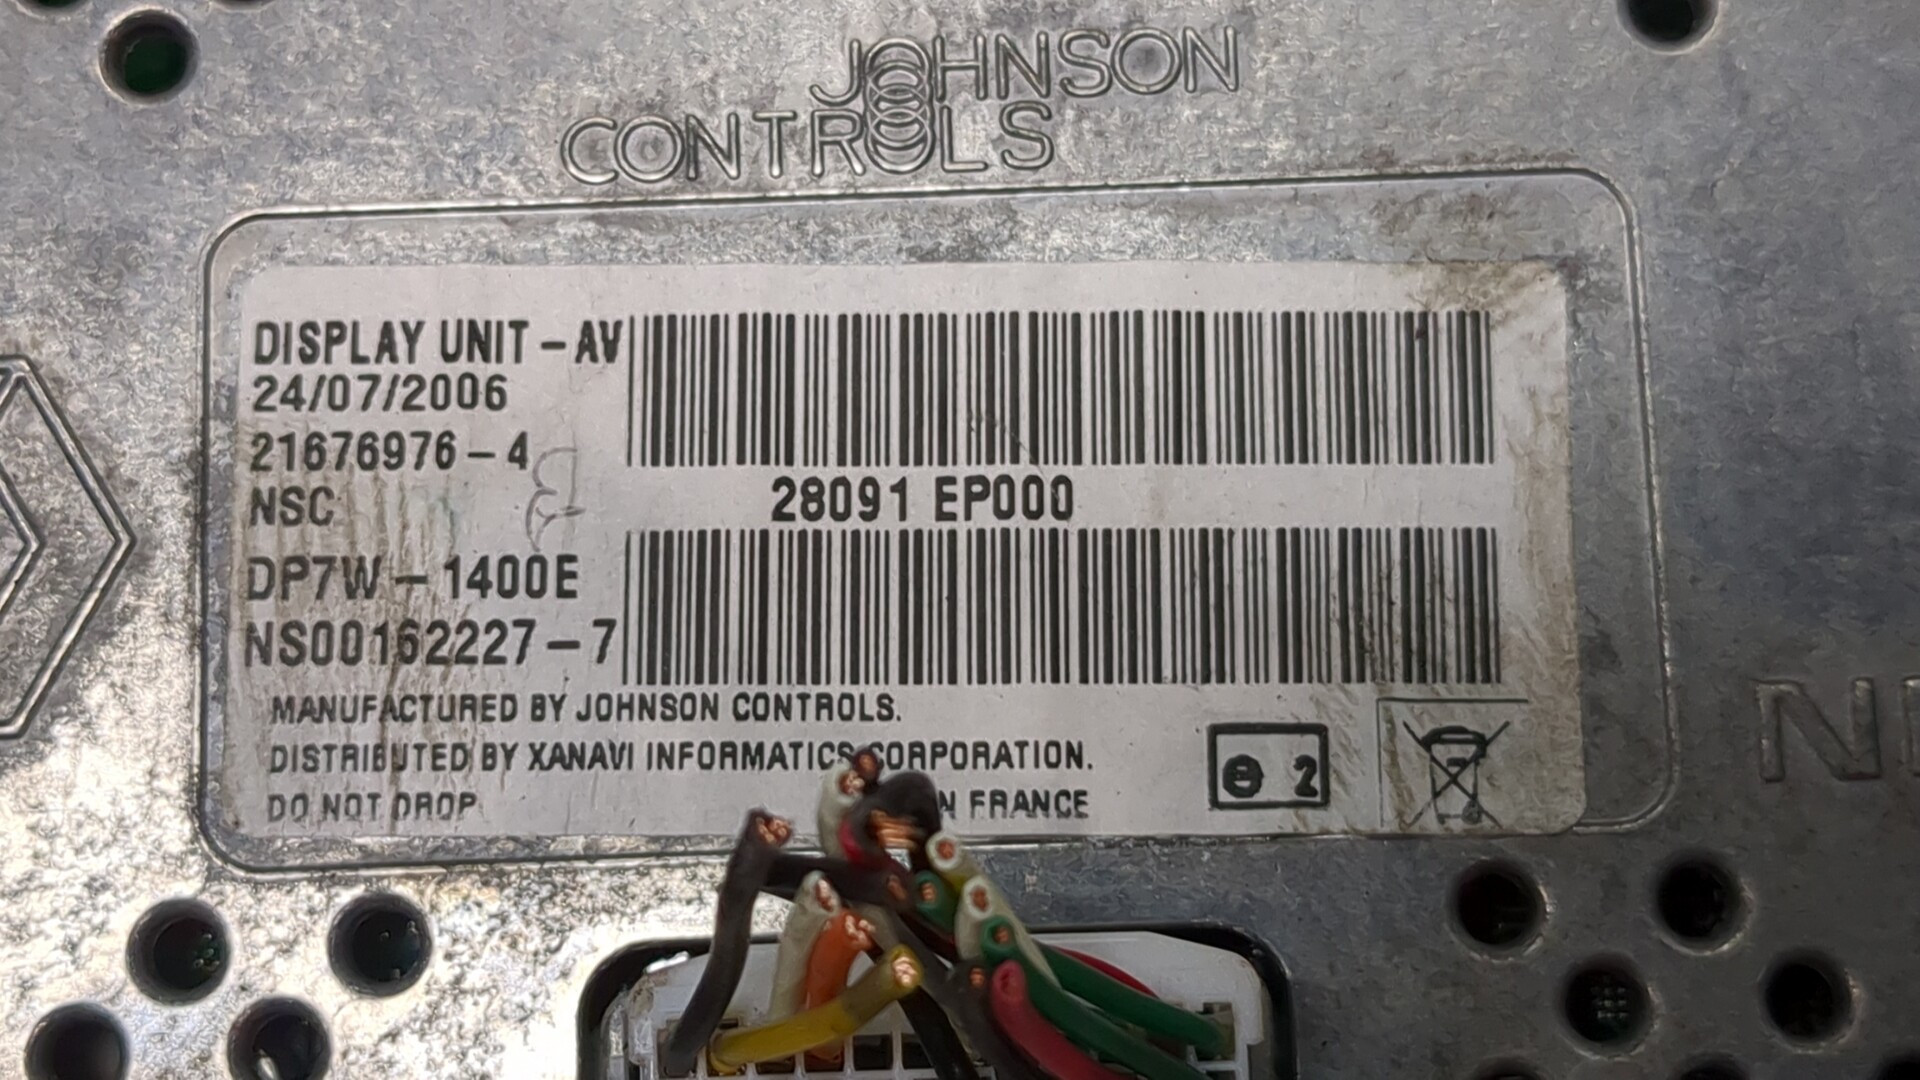 JOHNSON
CONTROLS
DISPLAY UNIT - AV
24/07/2006
21676976-4
NSC
28091 EP000
DP7W-1400E
NS00162227-7
MANUFACTURED BY JOHNSON CONTROLS.
DISTRIBUTED BY XANAVI INFORMATICS CORPORATION.
DO NOT DROP
FRANCE
e 2